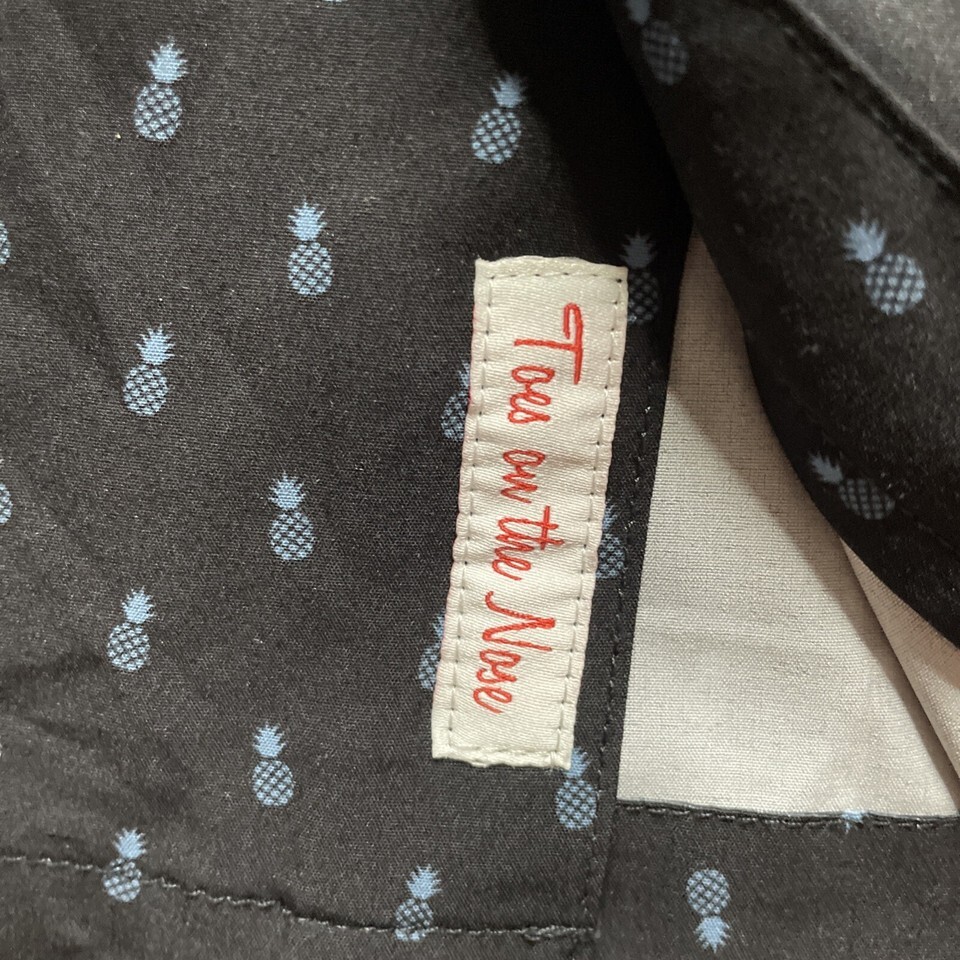 Toes on the Nose